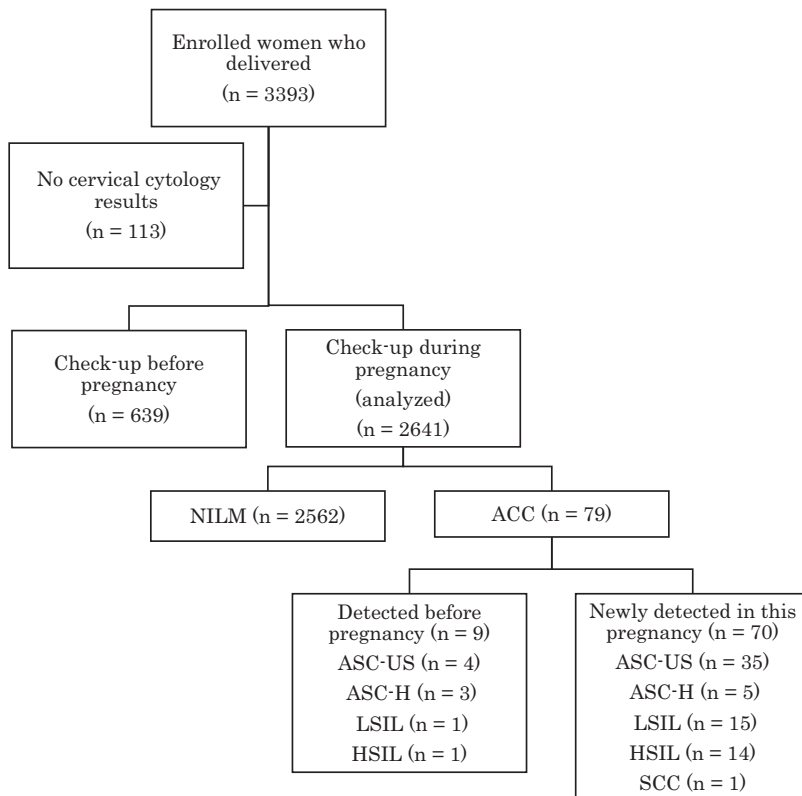 Enrolled women who
delivered
(n = 3393)
No cervical cytology
results
(n = 113)
Check-up before
pregnancy
(n = 639)
Check-up during
pregnancy
(analyzed)
(n = 2641)
NILM (n = 2562)
ACC (n = 79)
Detected before
pregnancy (n = 9)
ASC-US (n = 4)
ASC-H (n = 3)
LSIL (n = 1)
HSIL (n = 1)
Newly detected in this
pregnancy (n = 70)
ASC-US (n = 35)
ASC-H (n = 5)
LSIL (n = 15)
HSIL (n = 14)
SCC (n = 1)